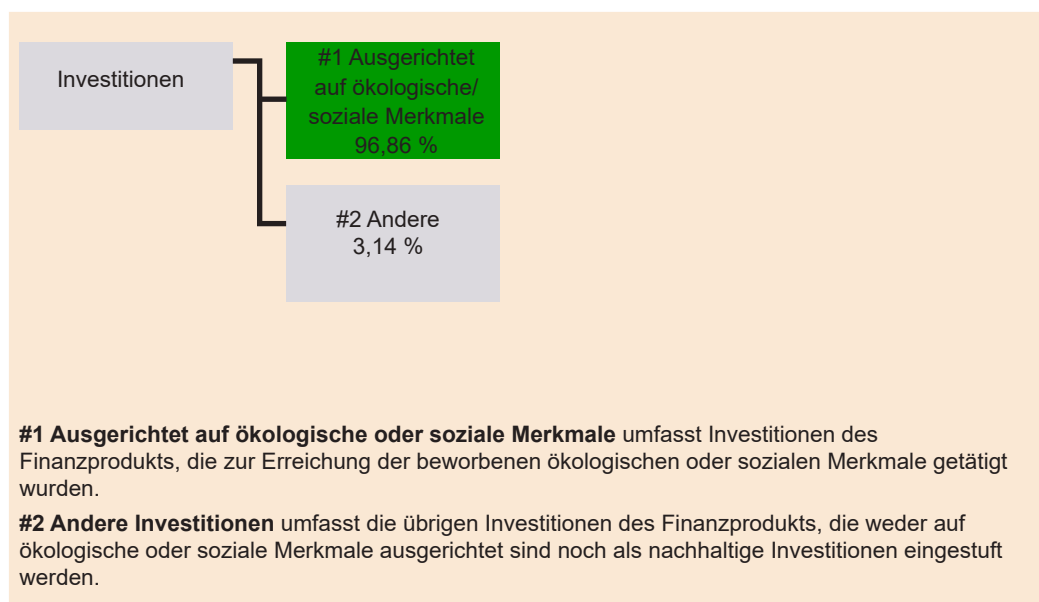 Investitionen
#1 Ausgerichtet
auf ökologische/
soziale Merkmale
96,86 %
#2 Andere
3,14 %
#1 Ausgerichtet auf ökologische oder soziale Merkmale umfasst Investitionen des
Finanzprodukts, die zur Erreichung der beworbenen ökologischen oder sozialen Merkmale getätigt
wurden.
#2 Andere Investitionen umfasst die übrigen Investitionen des Finanzprodukts, die weder auf
ökologische oder soziale Merkmale ausgerichtet sind noch als nachhaltige Investitionen eingestuft
werden.